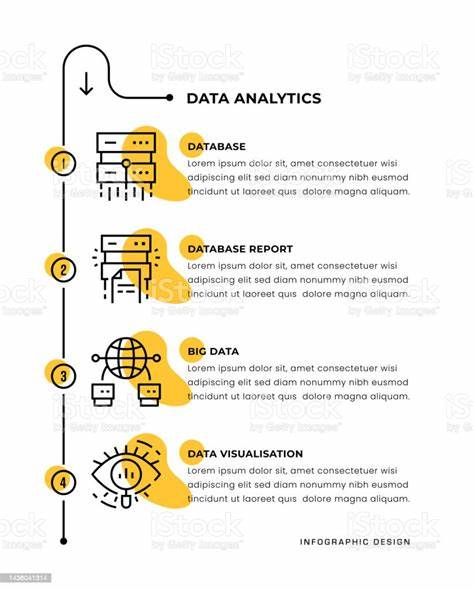 DATA ANALYTICS
1
DATABASE
Lorem ipsum dolor sit, amet consectetuer wisi
adipiscing elit sed diam nonummy nibh eusmod
tincidunt ut laoreet quus dolore magna aliquam.
2
DATABASE REPORT
Lorem ipsum dolor sit, amet consectetuer wisi
adipiscing elit sed diam nonummy nibh eusmod
tincidunt ut laoreet quus dolore magna aliquam.
3
BIG DATA
Lorem ipsum dolor sit, amet consectetuer wisi
adipiscing elit sed diam nonummy nibh eusmod
tincidunt ut laoreet quus dolore magna aliquam.
4
DATA VISUALISATION
Lorem ipsum dolor sit, amet consectetuer wisi
adipiscing elit sed diam nonummy nibh eusmod
tincidunt ut laoreet quus dolore magna aliquam.
INFOGRAPHIC DESIGN
iStock
by Getty Images
1436041314